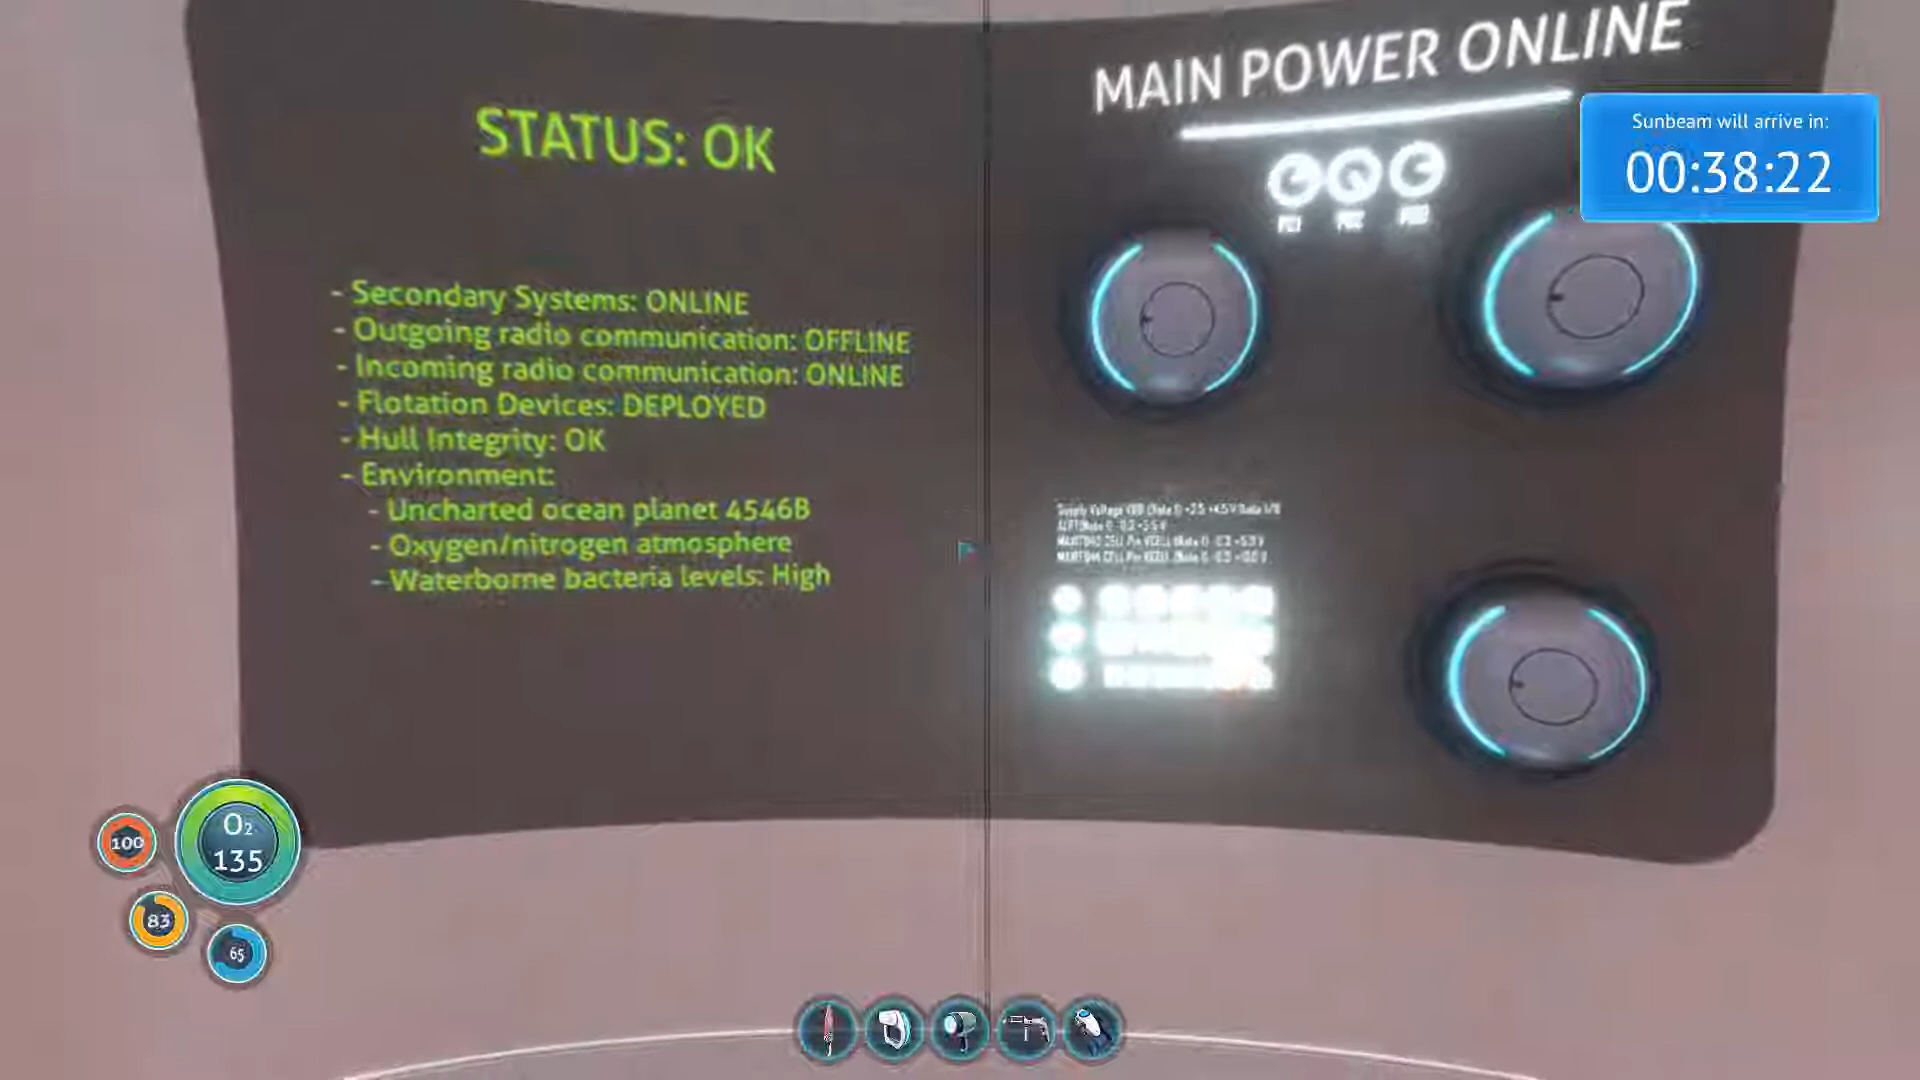 STATUS: OK
- Secondary Systems: ONLINE
- Outgoing radio communication: OFFLINE
- Incoming radio communication: ONLINE
- Flotation Devices: DEPLOYED
- Hull Integrity: OK
- Environment:
- Uncharted ocean planet 4546B
- Oxygen/nitrogen atmosphere
- Waterborne bacteria levels: High
MAIN POWER ONLINE
Sunbeam will arrive in:
00:38:22
Supply Voltage
O₂
135
100
83
65